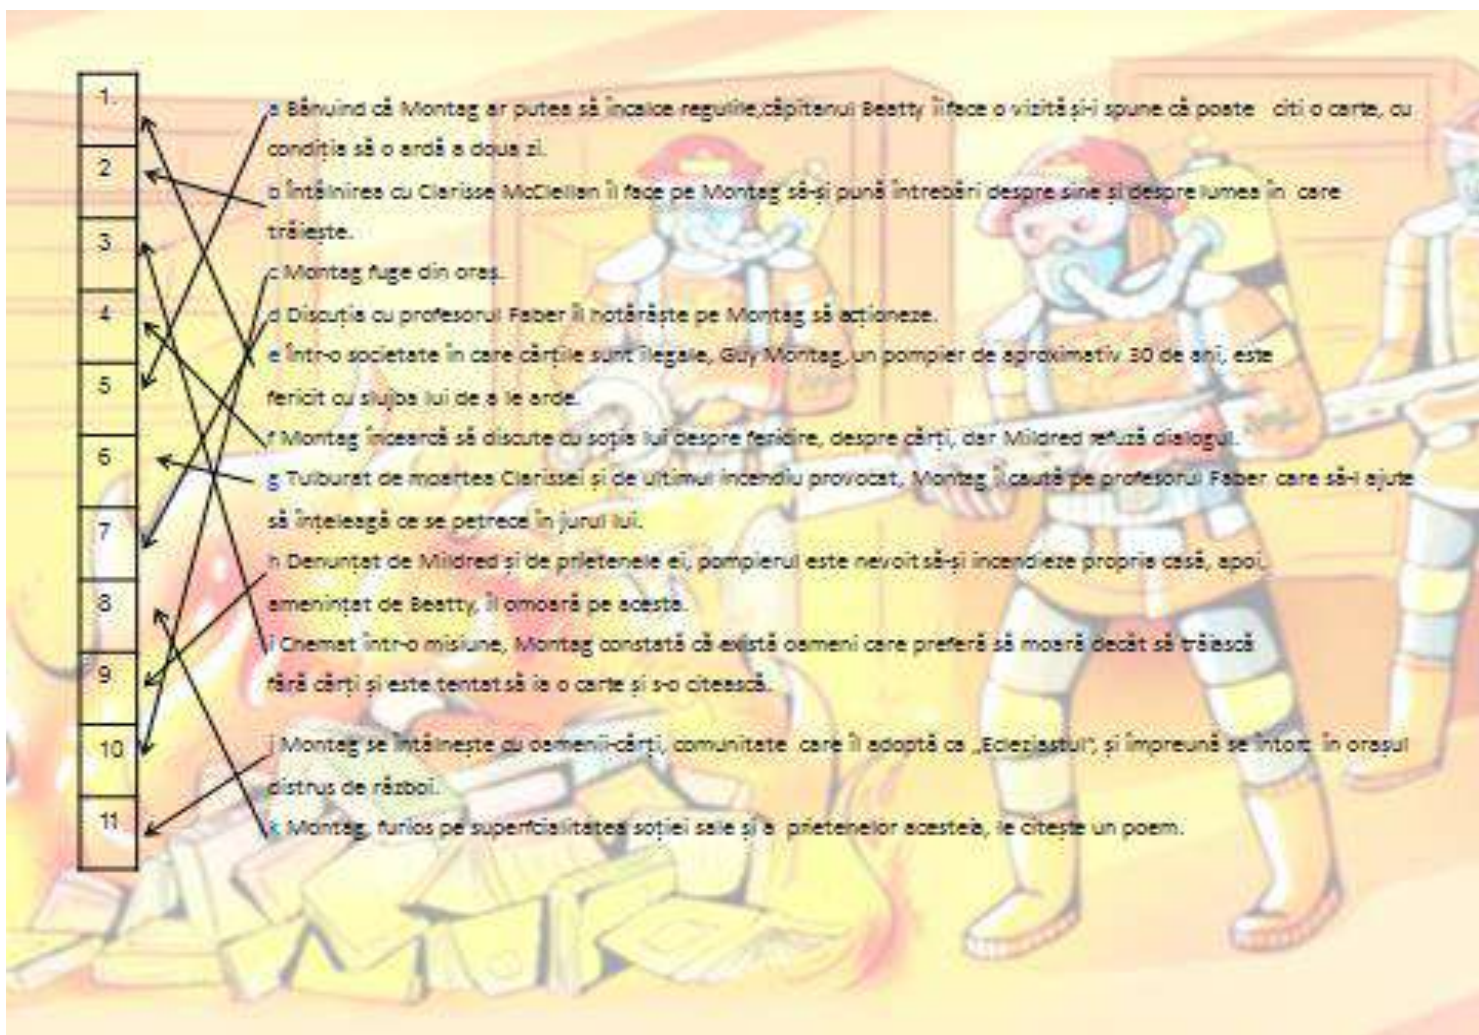 1.
2
3
4
5
6
7
8
9
10
11
a Bănuind că Montag ar putea să încalce regulile,căpitanul Beatty îi face o vizită și-i spune că poate citi o carte, cu
condiția să o ardă a doua zi.
b Întâlnirea cu Clarisse McClellan îl face pe Montag să-și pună întrebări despre sine și despre lumea în care
trăiește.
c Montag fuge din oraș.
d Discuția cu profesorul Faber îl hotărăște pe Montag să acționeze.
e Într-o societate în care cărțile sunt ilegale, Guy Montag, un pompier de aproximativ 30 de ani, este
fericit cu slujba lui de a le arde.
f Montag încearcă să discute cu soția lui despre fericire, despre cărți, dar Mildred refuză dialogul.
g Tulburat de moartea Clarissei și de ultimul incendiu provocat, Montag îl caută pe profesorul Faber care să-l ajute
să înțeleagă ce se petrece în jurul lui.
h Denunțat de Mildred și de prietenele ei, pompierul este nevoit să-și incendieze propria casă, apoi,
amenințat de Beatty, îl omoară pe acesta.
i Chemat într-o misiune, Montag constată că există oameni care preferă să moară decât să trăiască
fără cărți și este tentat să ia o carte și s-o citească.
j Montag se întâlnește cu oamenii-cărți, comunitate care îl adoptă ca „Eclezіastul”, și împreună se întorc în orașul
distrus de război.
k Montag, furios pe superfcialitatea soției sale și a prietenelor acesteia, le citește un poem.